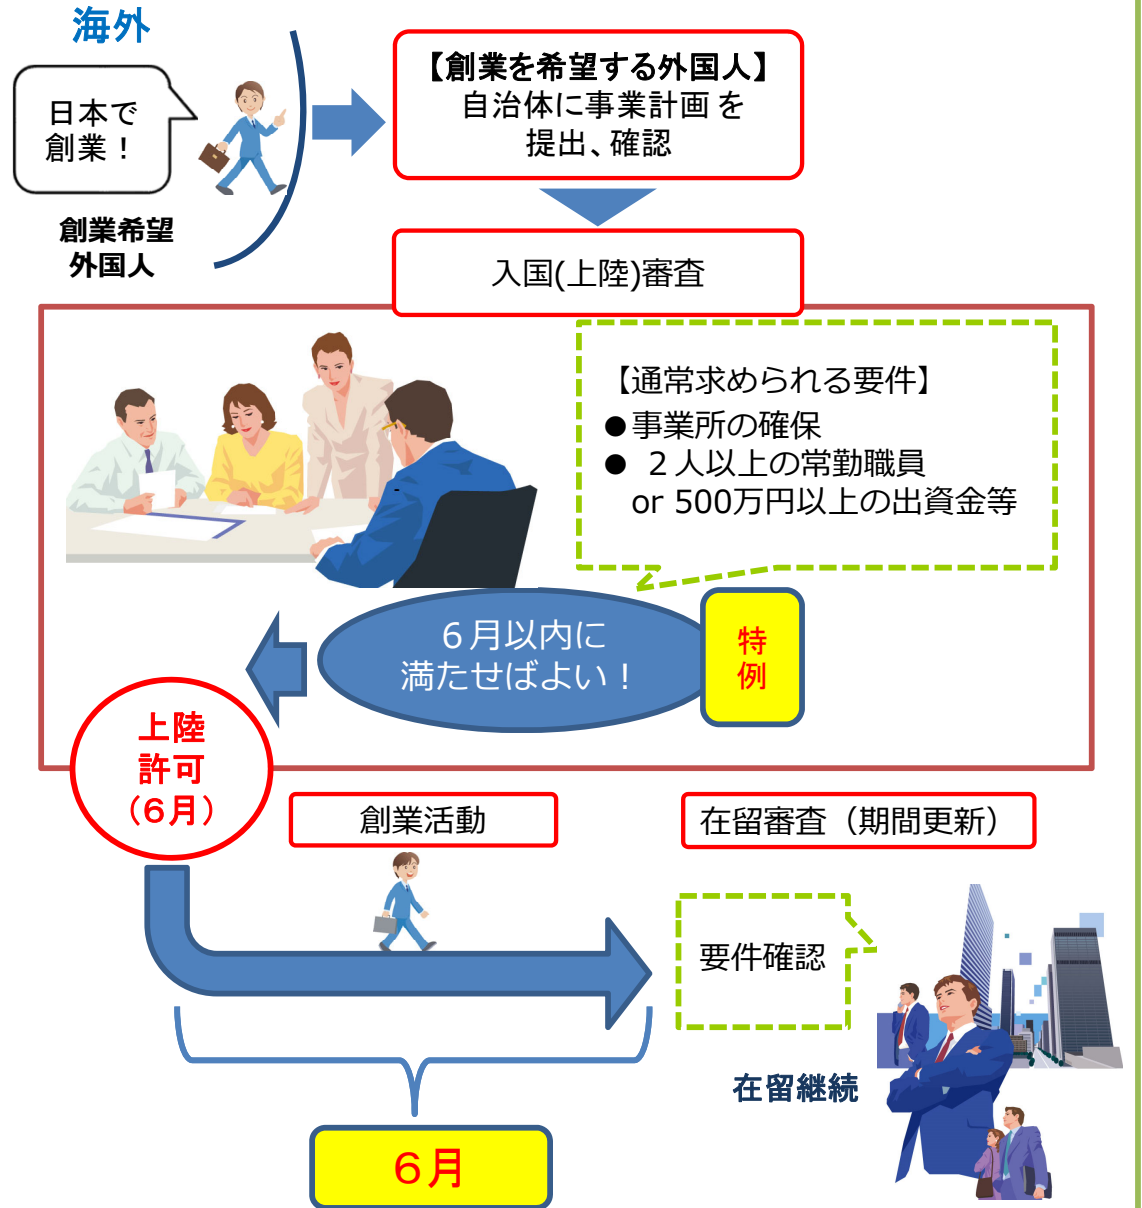 海外
日本で
創業！
創業希望
外国人
【創業を希望する外国人】
自治体に事業計画 を
提出、確認
入国(上陸)審査
【通常求められる要件】
●事業所の確保
● ２人以上の常勤職員
or 500万円以上の出資金等
６月以内に
満たせばよい！
特
例
上陸
許可
（６月）
創業活動
在留審査（期間更新）
要件確認
在留継続
６月